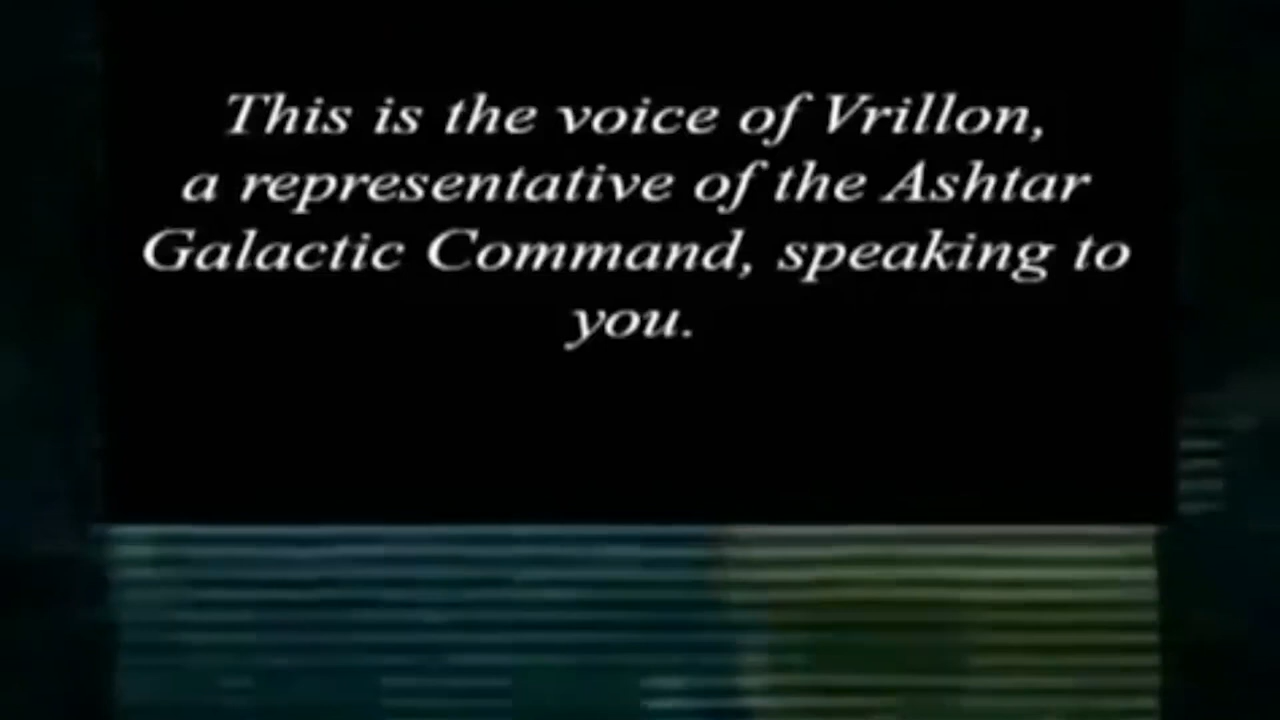 This is the voice of Vrillon,
a representative of the Ashtar
Galactic Command, speaking to
you.